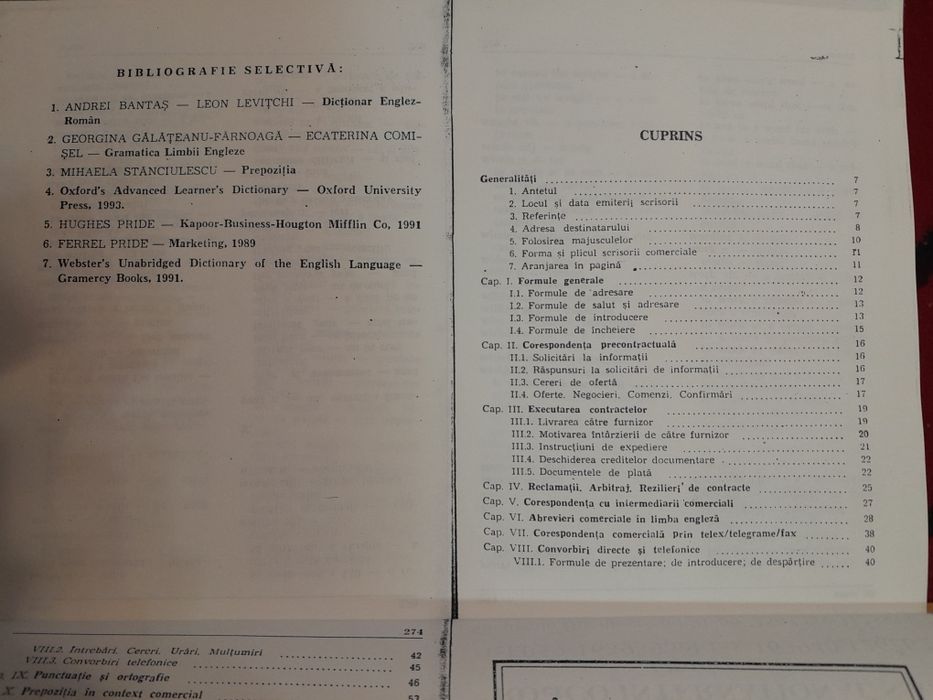 BIBLIOGRAFIE SELECTIVĂ:
1. ANDREI BANTAȘ — LEON LEVIȚCHI — Dicționar Englez-
Român
2. GEORGINA GĂLĂȚEANU-FÂRNOAGĂ — ECATERINA COMI-
ȘEL — Gramatica Limbii Engleze
3. MIHAELA STĂNCIULESCU — Prepoziția
4. Oxford's Advanced Learner's Dictionary — Oxford University
Press, 1993.
5. HUGHES PRIDE — Kapoor-Business-Hougton Mifflin Co, 1991
6. FERREL PRIDE — Marketing, 1989
7. Webster's Unabridged Dictionary of the English Language —
Gramercy Books, 1991.
CUPRINS
Generalități 7
1. Antetul 7
2. Locul și data emiterii scrisorii 7
3. Referințe 7
4. Adresa destinatarului 8
5. Folosirea majusculelor 10
6. Forma și plicul scrisorii comerciale 11
7. Aranjarea în pagină 11
Cap. I. Formule generale 12
I.1. Formule de adresare 12
I.2. Formule de salut și adresare 13
I.3. Formule de introducere 13
I.4. Formule de încheiere 15
Cap. II. Corespondența precontractuală 16
II.1. Solicitări la informații 16
II.2. Răspunsuri la solicitări de informații 16
II.3. Cereri de ofertă 17
II.4. Oferte. Negocieri. Comenzi. Confirmări 17
Cap. III. Executarea contractelor 19
III.1. Livrarea către furnizor 19
III.2. Motivarea întârzierii de către furnizor 20
III.3. Instrucțiuni de expediere 21
III.4. Deschiderea creditelor documentare 22
III.5. Documentele de plată 22
Cap. IV. Reclamații. Arbitraj. Rezilieri de contracte 25
Cap. V. Corespondența cu intermediarii comerciali 27
Cap. VI. Abrevieri comerciale în limba engleză 28
Cap. VII. Corespondența comercială prin telex/telegrame/fax 38
Cap. VIII. Convorbiri directe și telefonice 40
VIII.1. Formule de prezentare; de introducere; de despărțire 40
274
VIII.2. Întrebări. Cereri. Urări. Mulțumiri 42
VIII.3. Convorbiri telefonice 45
IX. Punctuație și ortografie 46
X. Prepoziția în context comercial 53